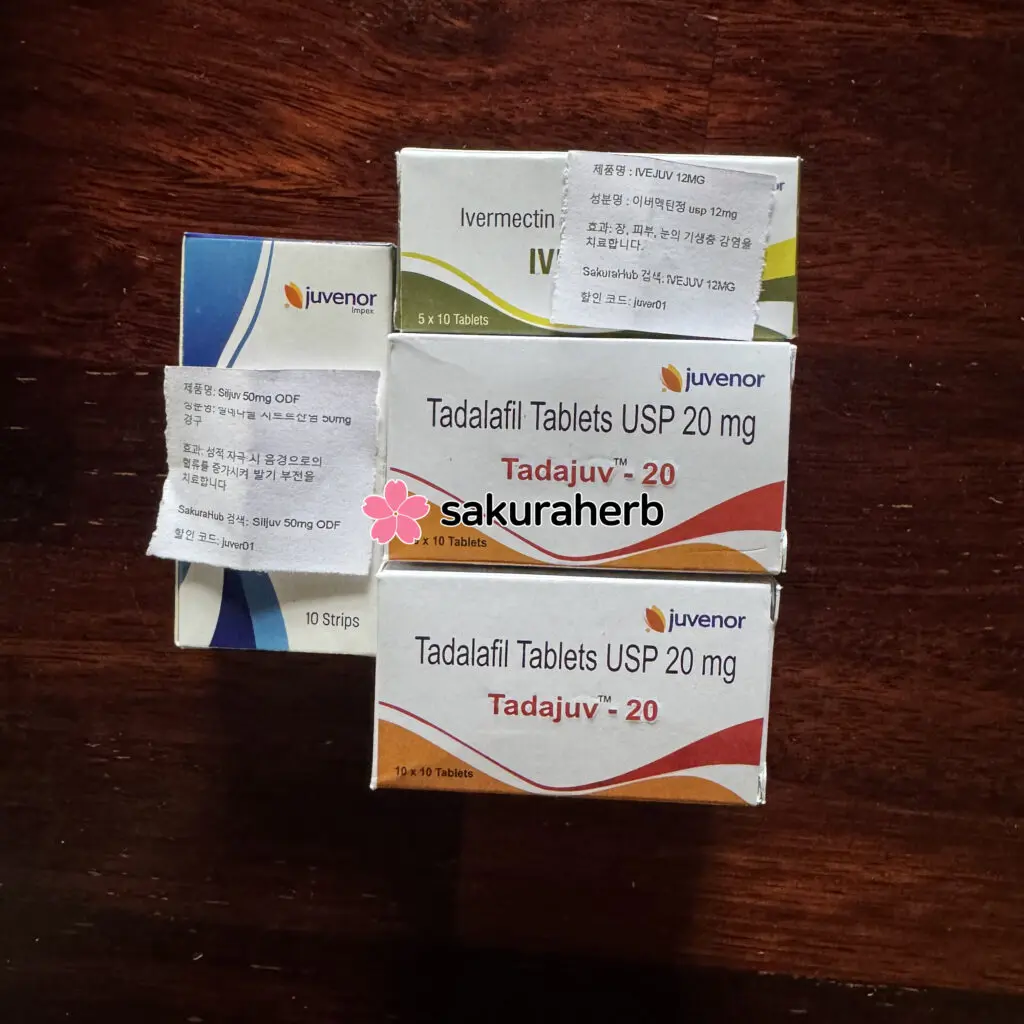 Ivermectin
IV
5 x 10 Tablets
제품명 : IVEJUV 12MG
성분명 : 이버맥틴정 usp 12mg
효과: 장, 피부, 눈의 기생충 감염을
치료합니다.
SakuraHub 검색: IVEJUV 12MG
할인 코드: juver01
juvenor
Impex
제품명: Siljuv 50mg ODF
50mg
경구
효과: 성적 자극 시 음경으로의
혈류를 증가시켜 발기 부전을
치료합니다
SakuraHub 검색: Siljuv 50mg ODF
할인 코드: juver01
10 Strips
juvenor
Tadalafil Tablets USP 20 mg
Tadajuv™- 20
x 10 Tablets
sakuraherb
juvenor
Tadalafil Tablets USP 20 mg
Tadajuv™- 20
10 x 10 Tablets